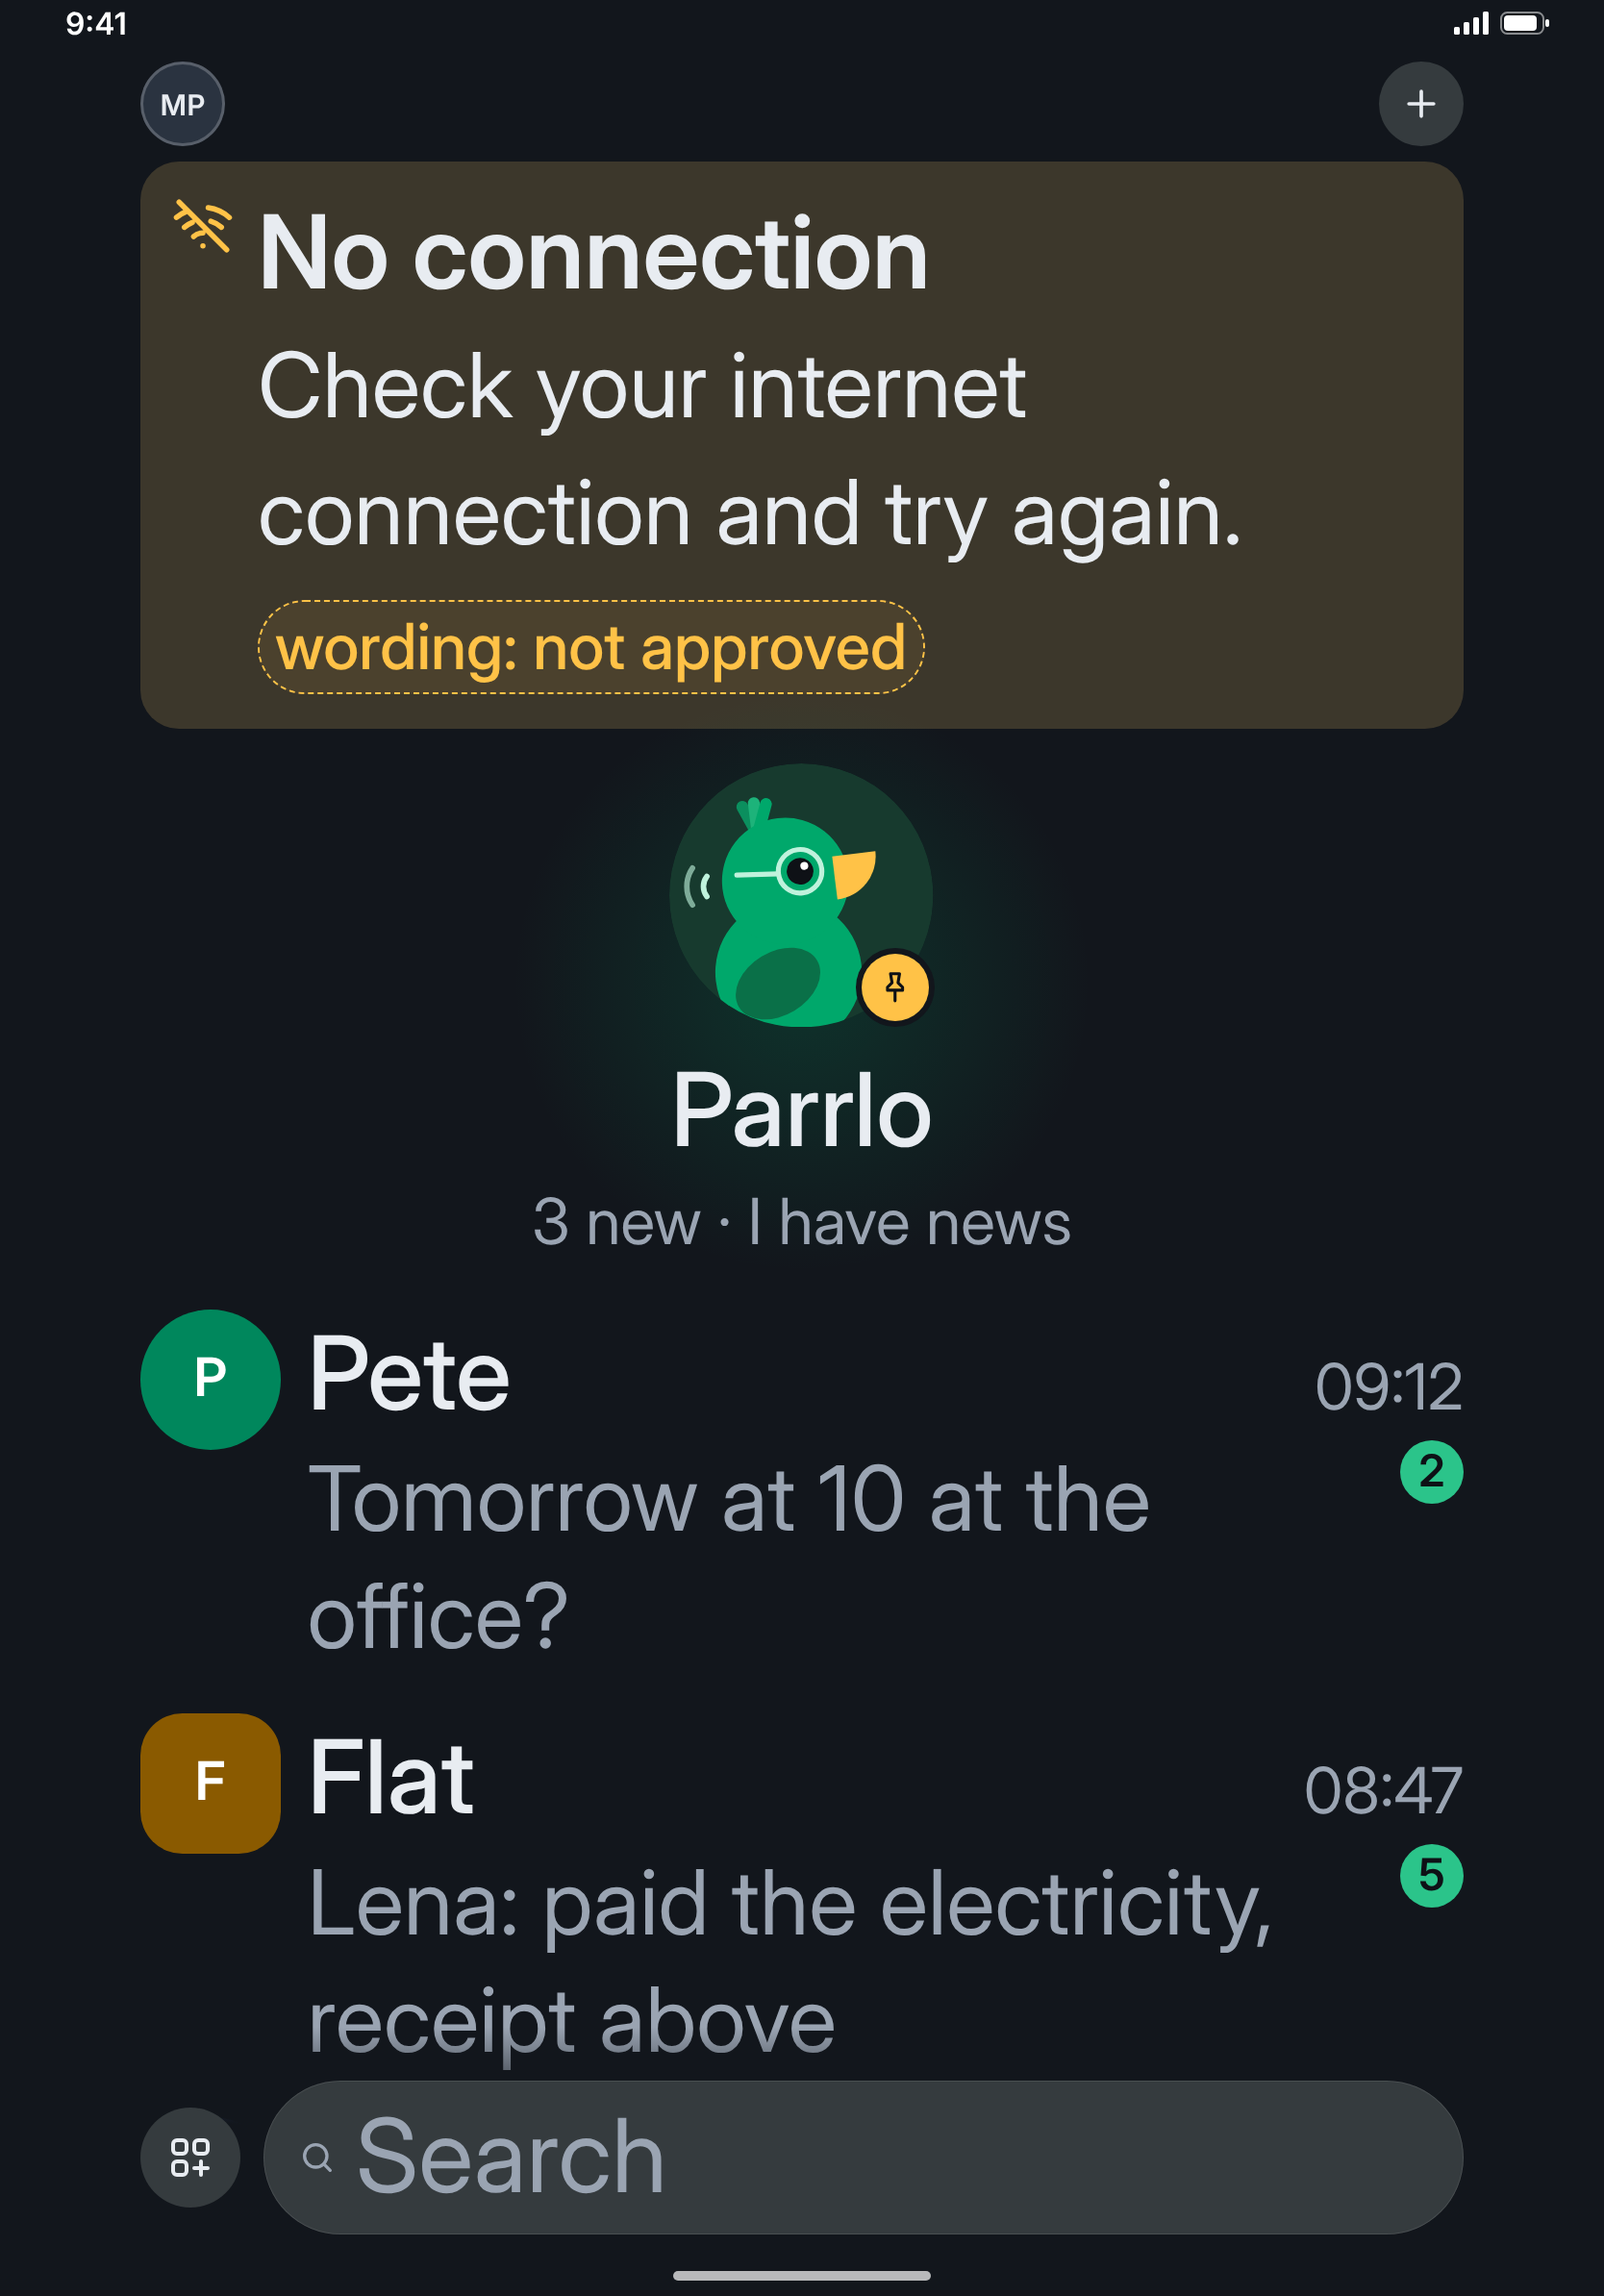 9:41
MP
No connection
Check your internet
connection and try again.
wording: not approved
Parrlo
3 new · I have news
P
Pete
09:12
Tomorrow at 10 at the
2
office?
F
Flat
08:47
Lena: paid the electricity,
5
receipt above
Search